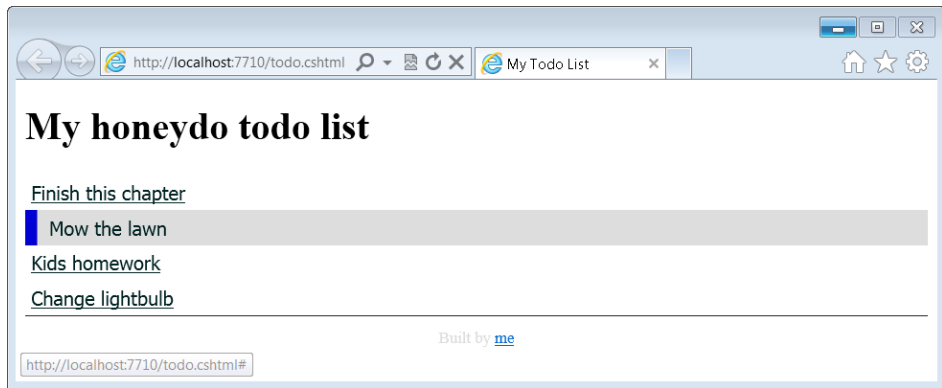 http://localhost:7710/todo.cshtml
My Todo List
My honeydo todo list
Finish this chapter
Mow the lawn
Kids homework
Change lightbulb
Built by me
http://localhost:7710/todo.cshtml#